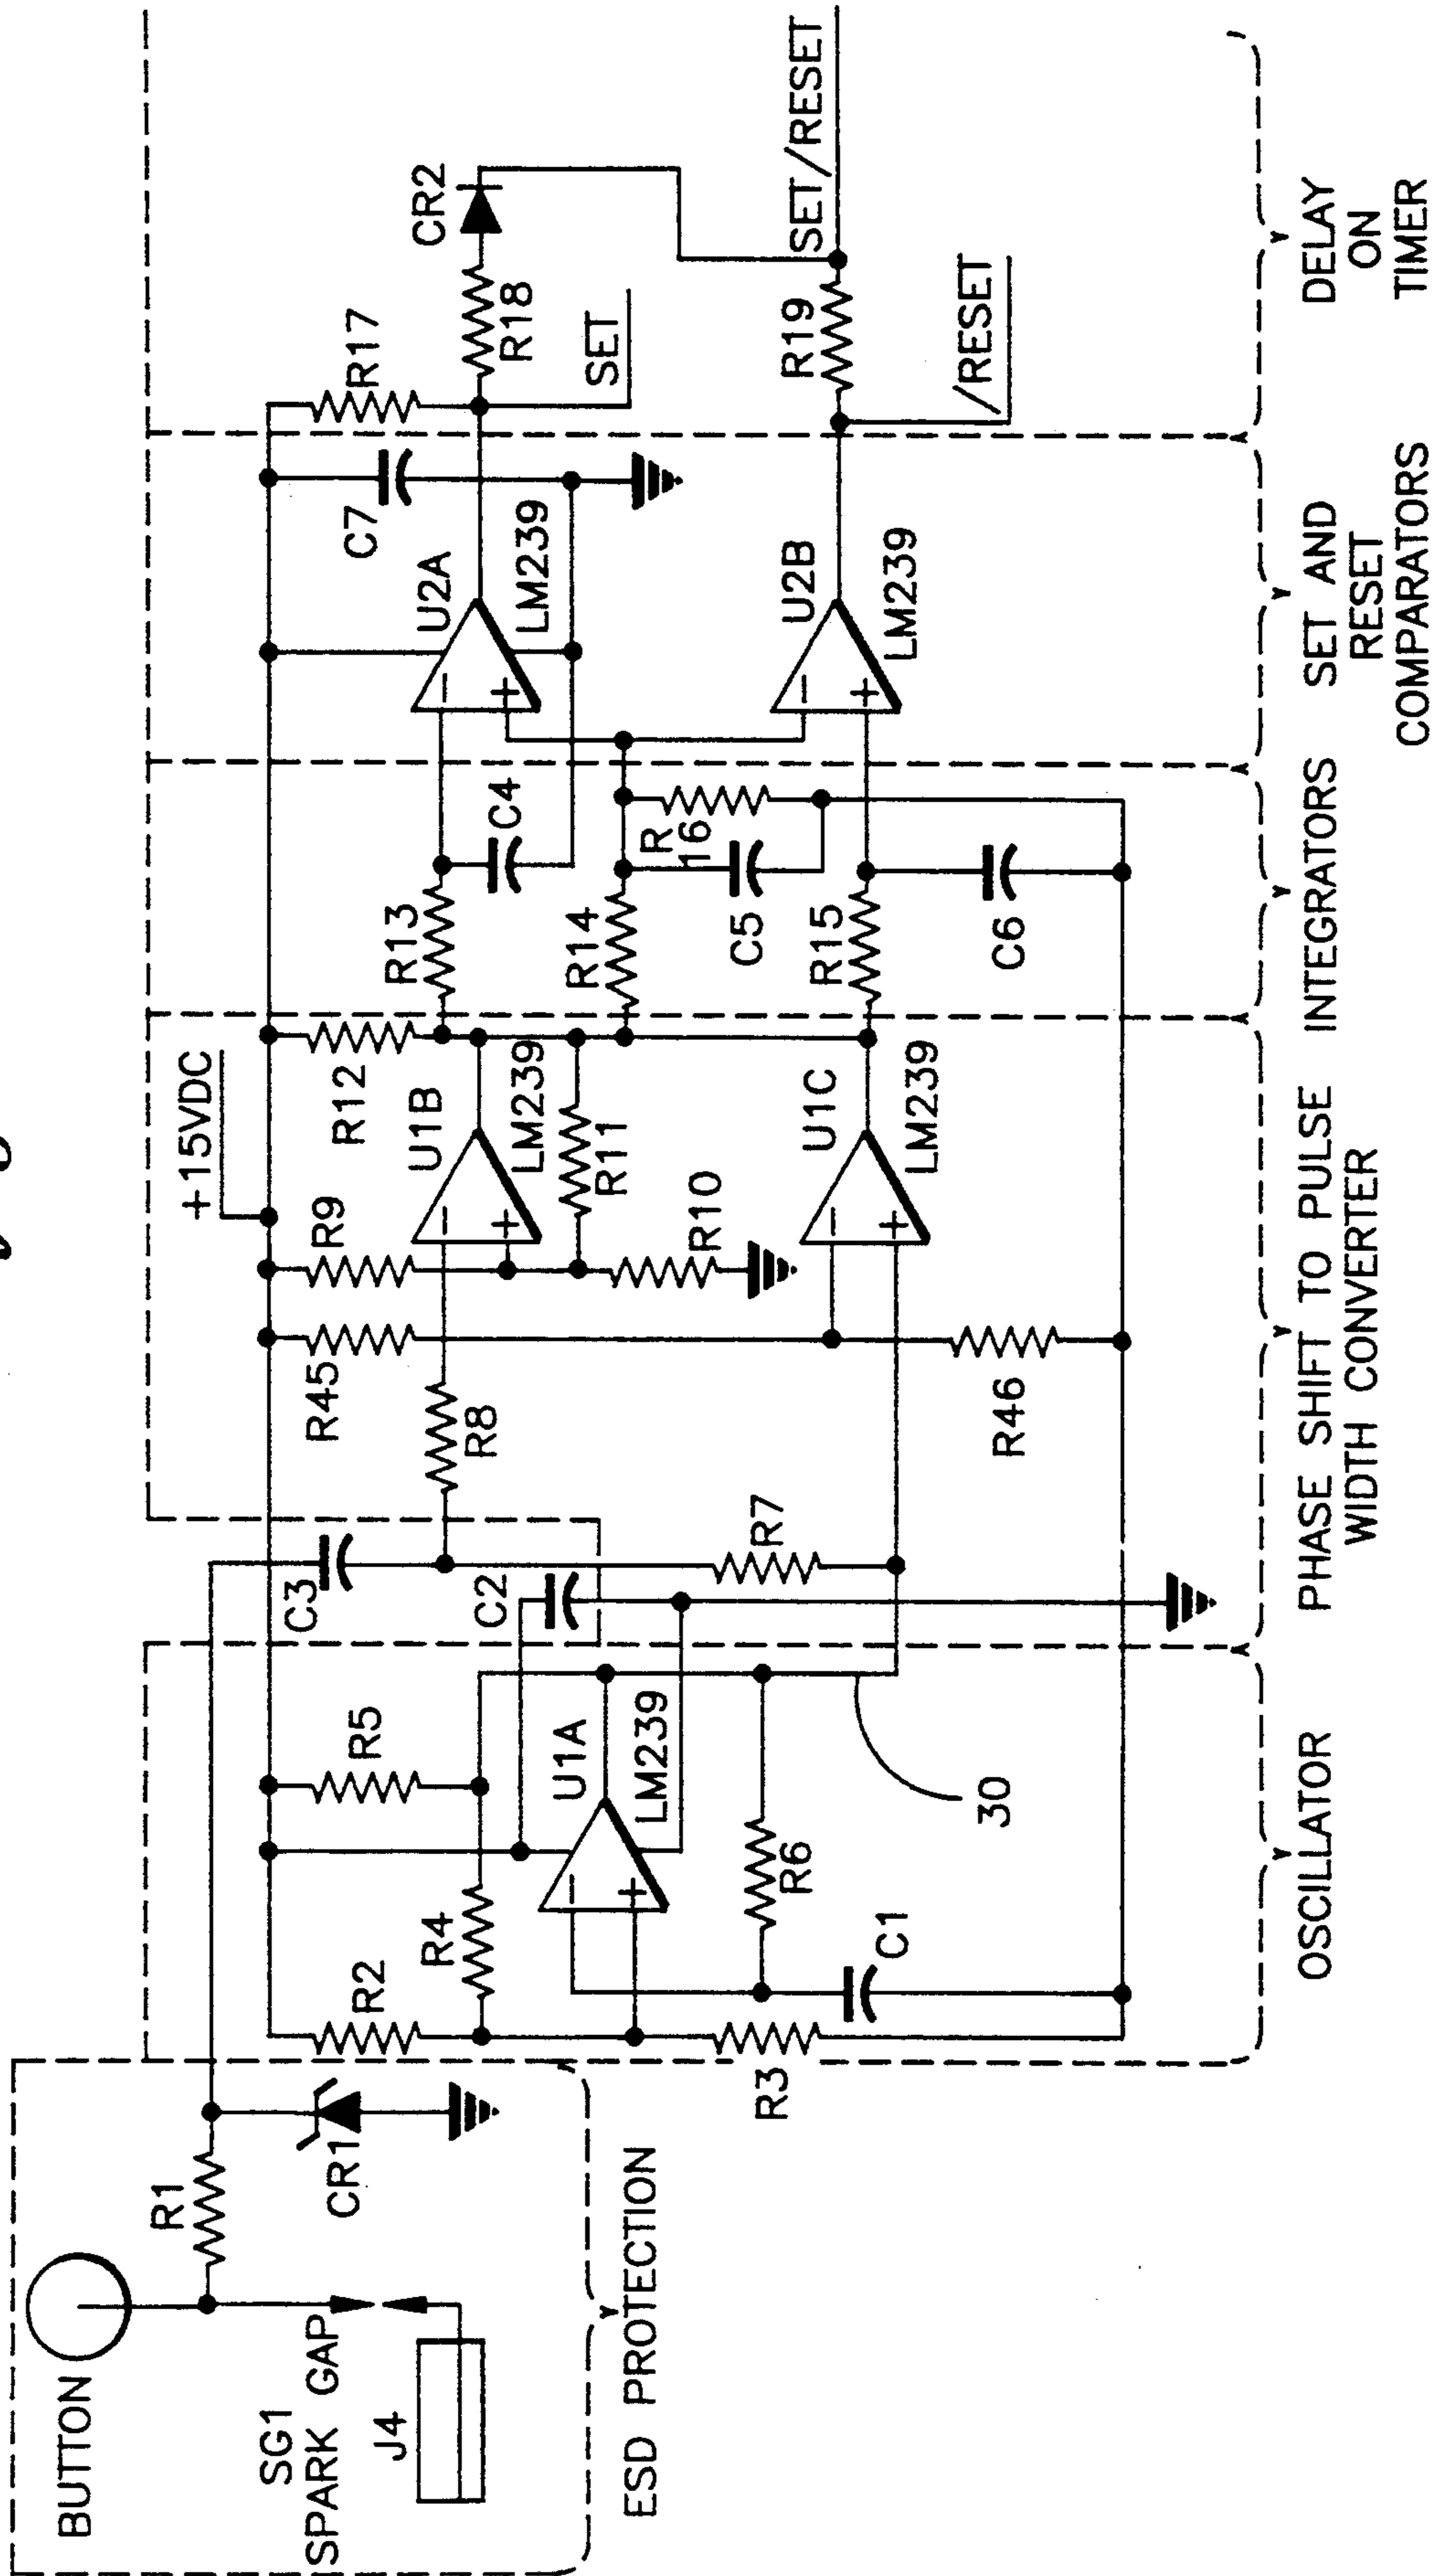 BUTTON
SG1
SPARK GAP
J4
R1
CR1
ESD PROTECTION
R2
R3
R4
R5
U1A
LM239
R6
C1
30
OSCILLATOR
C3
C2
R7
R8
R45
R46
R9
+15VDC
R12
U1B
LM239
R11
R10
U1C
LM239
PHASE SHIFT TO PULSE
WIDTH CONVERTER
R13
C4
R14
R
16
C5
R15
C6
INTEGRATORS
C7
U2A
LM239
U2B
LM239
SET AND
RESET
COMPARATORS
R17
CR2
R18
SET
SET/RESET
R19
/RESET
DELAY
ON
TIMER